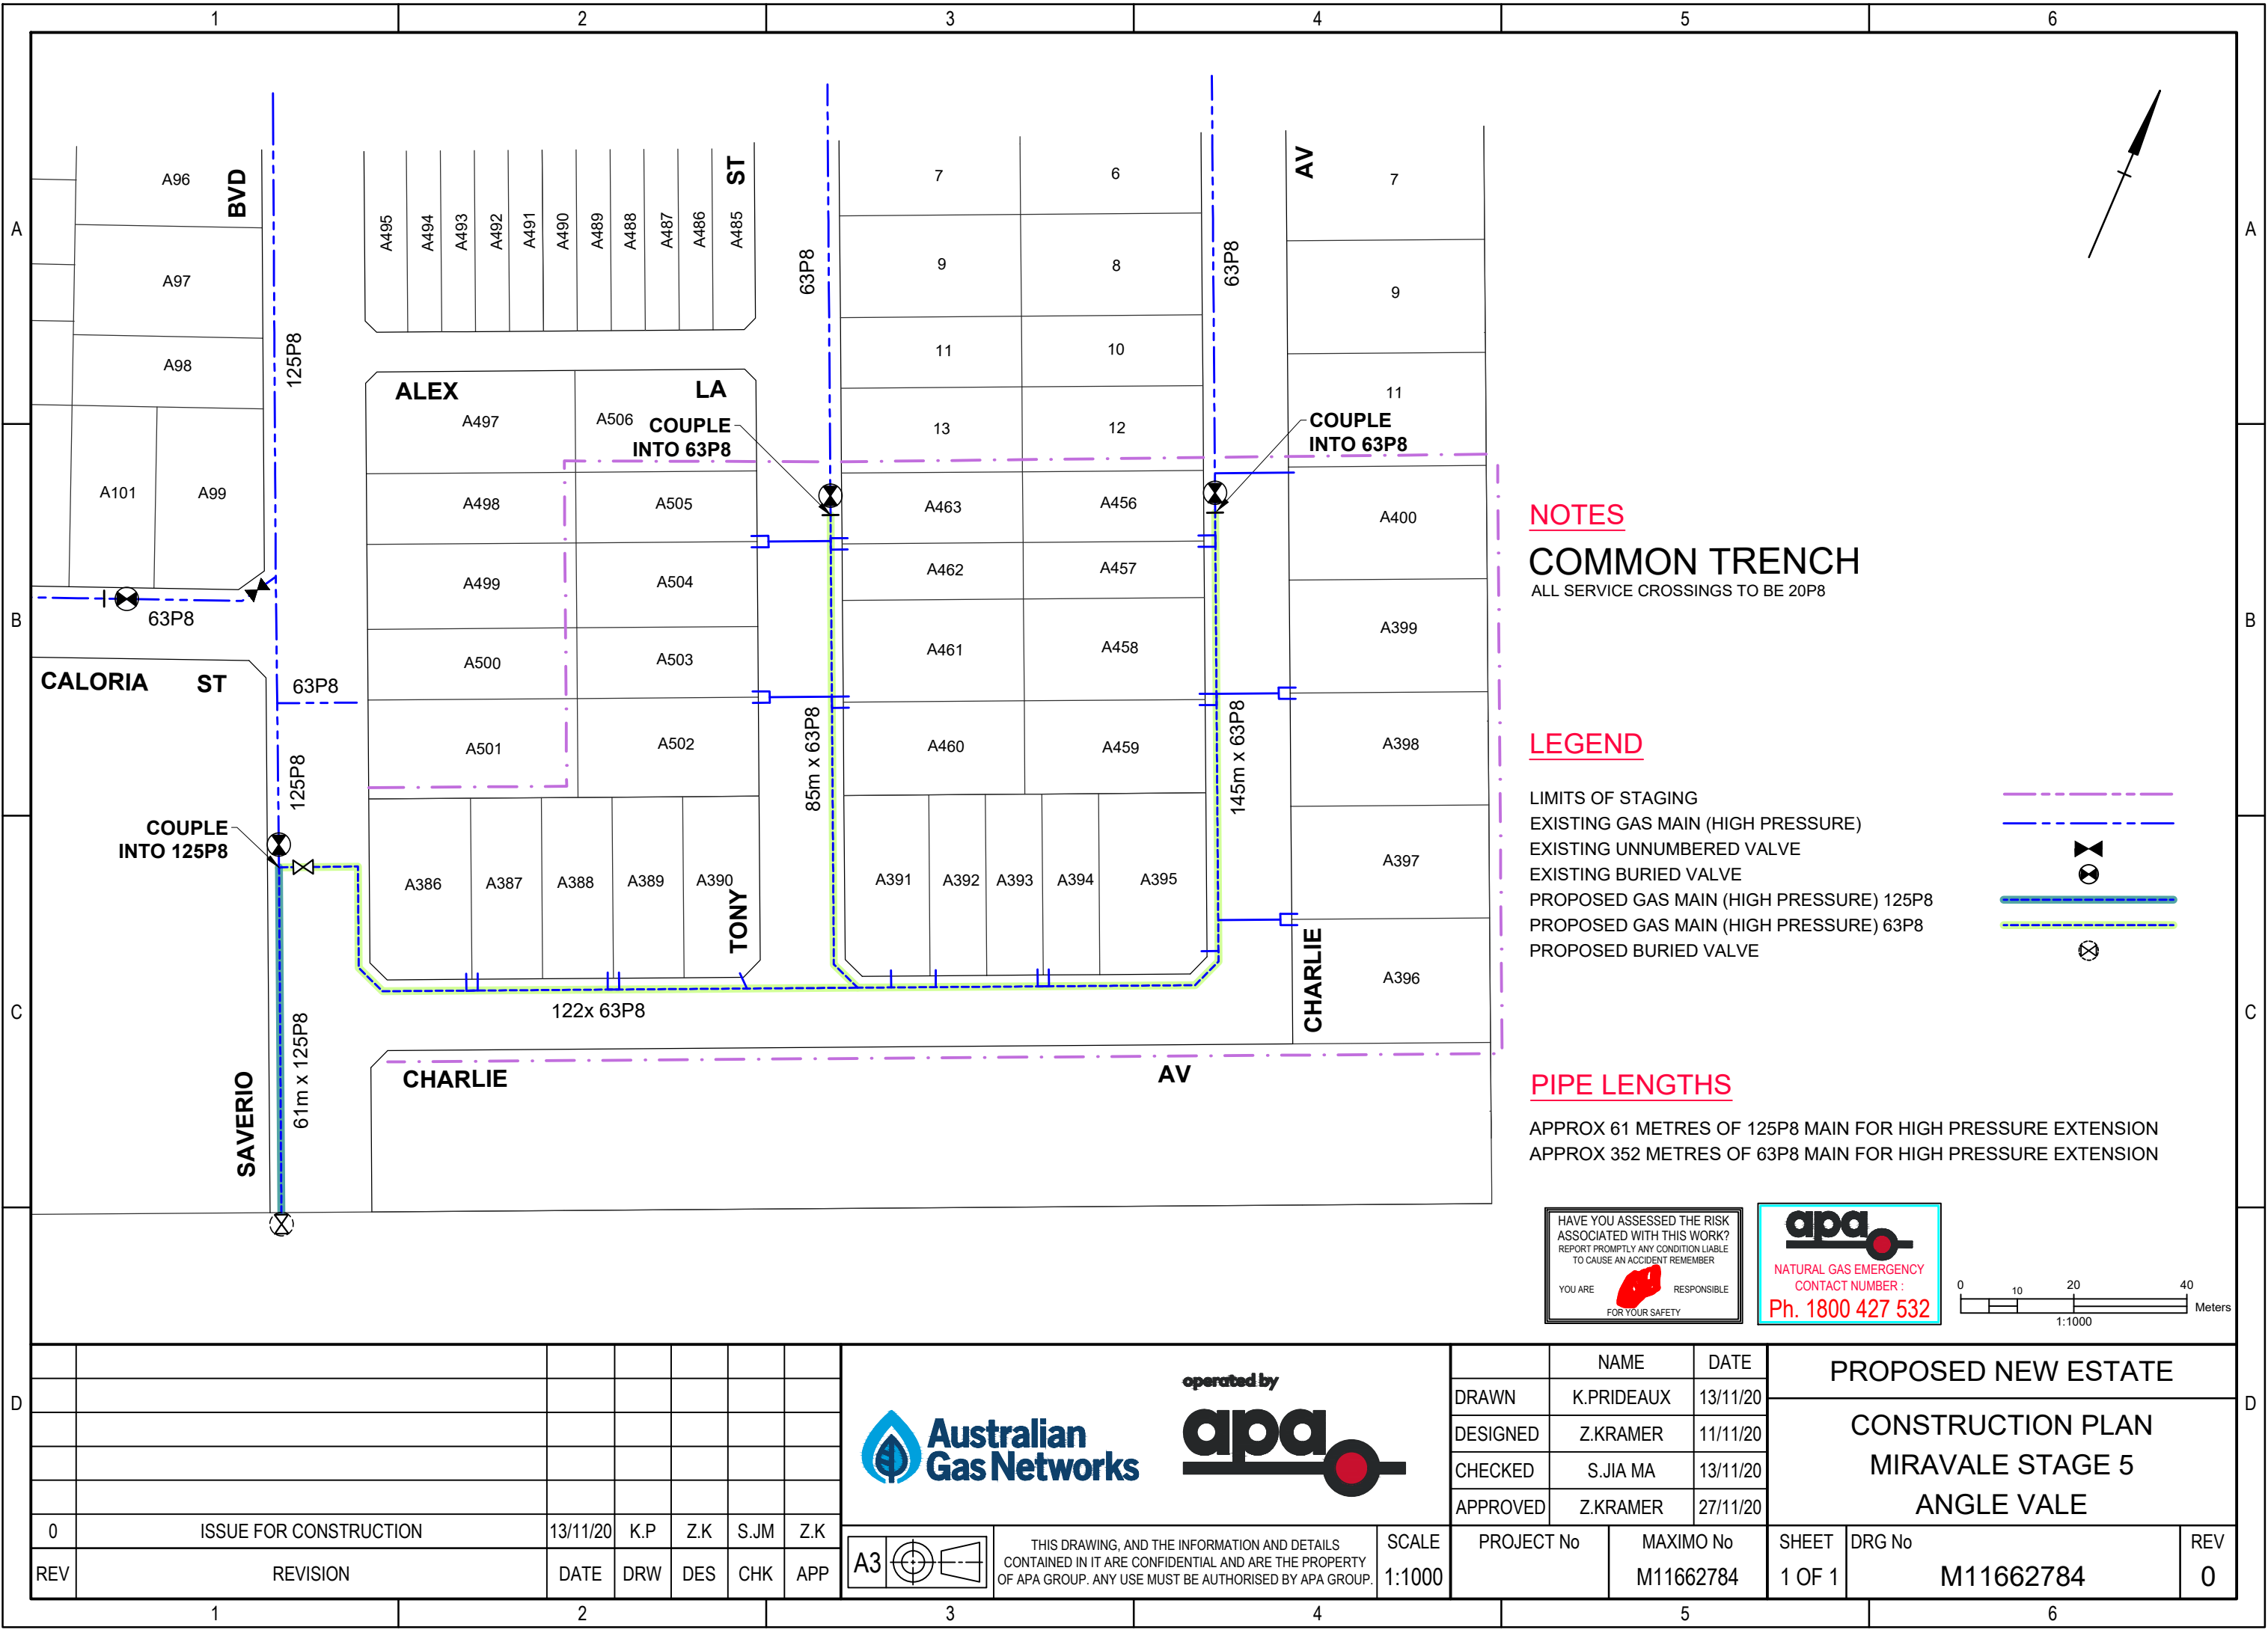 1 2 3 4 5 6
A
B
C
D
A
B
C
D
A96
A97
A98
A101
A99
BVD
125P8
63P8
CALORIA ST
63P8
125P8
COUPLE
INTO 125P8
SAVERIO
61m x 125P8
A495
A494
A493
A492
A491
A490
A489
A488
A487
A486
A485
ST
ALEX LA
A497
A506
COUPLE
INTO 63P8
A498
A505
A499
A504
A500
A503
A501
A502
A386
A387
A388
A389
A390
TONY
122x 63P8
CHARLIE AV
63P8
85m x 63P8
7
6
9
8
11
10
13
12
A463
A456
A462
A457
A461
A458
A460
A459
A391
A392
A393
A394
A395
63P8
145m x 63P8
AV
COUPLE
INTO 63P8
CHARLIE
7
9
11
A400
A399
A398
A397
A396
NOTES
COMMON TRENCH
ALL SERVICE CROSSINGS TO BE 20P8
LEGEND
LIMITS OF STAGING
EXISTING GAS MAIN (HIGH PRESSURE)
EXISTING UNNUMBERED VALVE
EXISTING BURIED VALVE
PROPOSED GAS MAIN (HIGH PRESSURE) 125P8
PROPOSED GAS MAIN (HIGH PRESSURE) 63P8
PROPOSED BURIED VALVE
PIPE LENGTHS
APPROX 61 METRES OF 125P8 MAIN FOR HIGH PRESSURE EXTENSION
APPROX 352 METRES OF 63P8 MAIN FOR HIGH PRESSURE EXTENSION
HAVE YOU ASSESSED THE RISK
ASSOCIATED WITH THIS WORK?
REPORT PROMPTLY ANY CONDITION LIABLE
TO CAUSE AN ACCIDENT REMEMBER
YOU ARE RESPONSIBLE
FOR YOUR SAFETY
apa
NATURAL GAS EMERGENCY
CONTACT NUMBER :
Ph. 1800 427 532
0 10 20 40
Meters
1:1000
0 ISSUE FOR CONSTRUCTION 13/11/20 K.P Z.K S.JM Z.K
REV REVISION DATE DRW DES CHK APP
Australian
Gas Networks
operated by
apa
A3
THIS DRAWING, AND THE INFORMATION AND DETAILS
CONTAINED IN IT ARE CONFIDENTIAL AND ARE THE PROPERTY
OF APA GROUP. ANY USE MUST BE AUTHORISED BY APA GROUP.
SCALE
1:1000
NAME DATE
DRAWN K.PRIDEAUX 13/11/20
DESIGNED Z.KRAMER 11/11/20
CHECKED S.JIA MA 13/11/20
APPROVED Z.KRAMER 27/11/20
PROJECT No
MAXIMO No
M11662784
PROPOSED NEW ESTATE
CONSTRUCTION PLAN
MIRAVALE STAGE 5
ANGLE VALE
SHEET
1 OF 1
DRG No
M11662784
REV
0
1 2 3 4 5 6